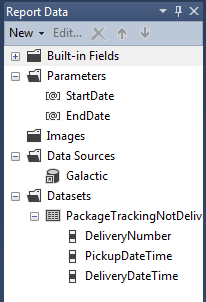 Report Data
New Edit...
Built-in Fields
Parameters
[@] StartDate
[@] EndDate
Images
Data Sources
Galactic
Datasets
PackageTrackingNotDeliv
DeliveryNumber
PickupDateTime
DeliveryDateTime